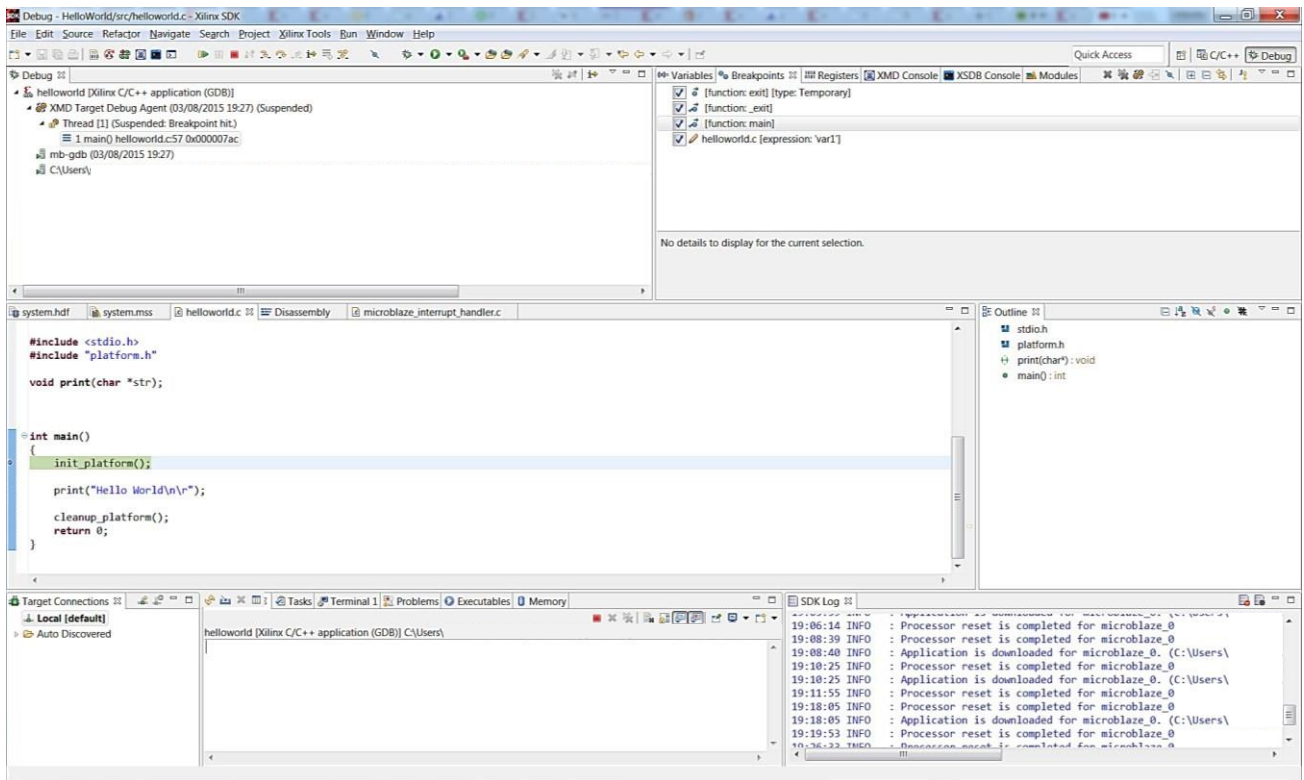 Debug - HelloWorld/src/helloworld.c - Xilinx SDK
File Edit Source Refactor Navigate Search Project Xilinx Tools Run Window Help
Quick Access C/C++ Debug
Debug
helloworld [Xilinx C/C++ application (GDB)]
XMD Target Debug Agent (03/08/2015 19:27) (Suspended)
Thread [1] (Suspended: Breakpoint hit.)
1 main() helloworld.c:57 0x000007ac
mb-gdb (03/08/2015 19:27)
C:\Users\
Variables Breakpoints Registers XMD Console XSDB Console Modules
[function: exit] [type: Temporary]
[function: _exit]
[function: main]
helloworld.c [expression: 'var1']
No details to display for the current selection.
system.hdf system.mss helloworld.c Disassembly microblaze_interrupt_handler.c
#include <stdio.h>
#include "platform.h"
void print(char *str);
int main()
{
init_platform();
print("Hello World\n\r");
cleanup_platform();
return 0;
}
Outline
stdio.h
platform.h
print(char*) : void
main() : int
Target Connections
Local [default]
Auto Discovered
Tasks Terminal 1 Problems Executables Memory
helloworld [Xilinx C/C++ application (GDB)] C:\Users\
SDK Log
19:06:14 INFO : Processor reset is completed for microblaze_0
19:08:39 INFO : Processor reset is completed for microblaze_0
19:08:40 INFO : Application is downloaded for microblaze_0. (C:\Users\
19:10:25 INFO : Processor reset is completed for microblaze_0
19:10:25 INFO : Application is downloaded for microblaze_0. (C:\Users\
19:11:55 INFO : Processor reset is completed for microblaze_0
19:18:05 INFO : Processor reset is completed for microblaze_0
19:18:05 INFO : Application is downloaded for microblaze_0. (C:\Users\
19:19:53 INFO : Processor reset is completed for microblaze_0